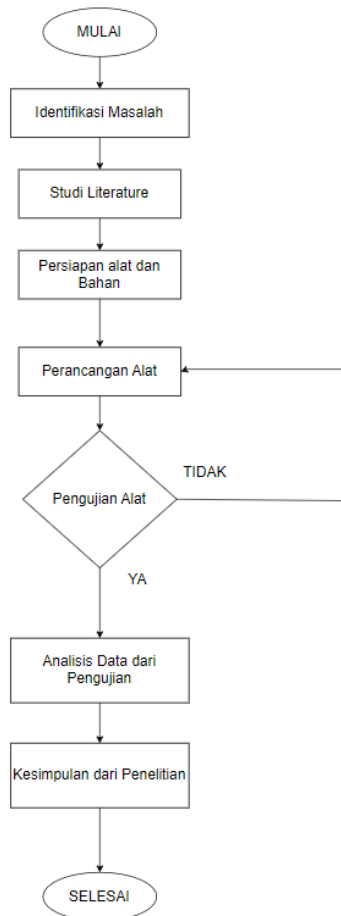 MULAI
Identifikasi Masalah
Studi Literature
Persiapan alat dan
Bahan
Perancangan Alat
TIDAK
Pengujian Alat
YA
Analisis Data dari
Pengujian
Kesimpulan dari Penelitian
SELESAI